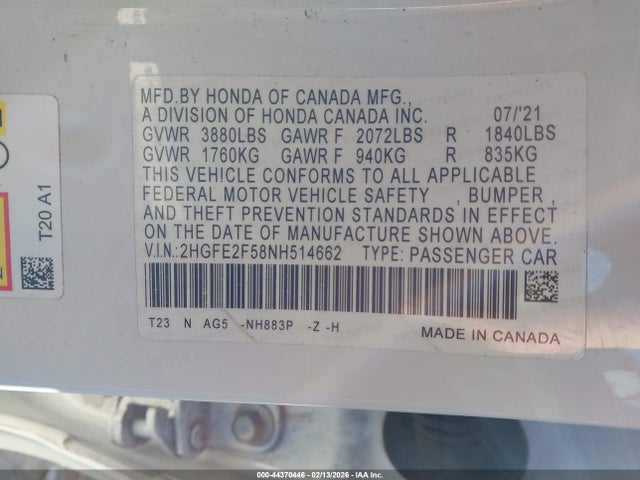 MFD.BY HONDA OF CANADA MFG.,
A DIVISION OF HONDA CANADA INC. 07/'21
GVWR 3880LBS GAWR F 2072LBS R 1840LBS
GVWR 1760KG GAWR F 940KG R 835KG
THIS VEHICLE CONFORMS TO ALL APPLICABLE
FEDERAL MOTOR VEHICLE SAFETY , BUMPER ,
AND THEFT PREVENTION STANDARDS IN EFFECT
ON THE DATE OF MANUFACTURE SHOWN ABOVE.
V.I.N.:2HGFE2F58NH514662 TYPE: PASSENGER CAR
T23 N AG5 -NH883P -Z -H
MADE IN CANADA
T20 A1
000-44370446 - 02/13/2026 - IAA Inc.